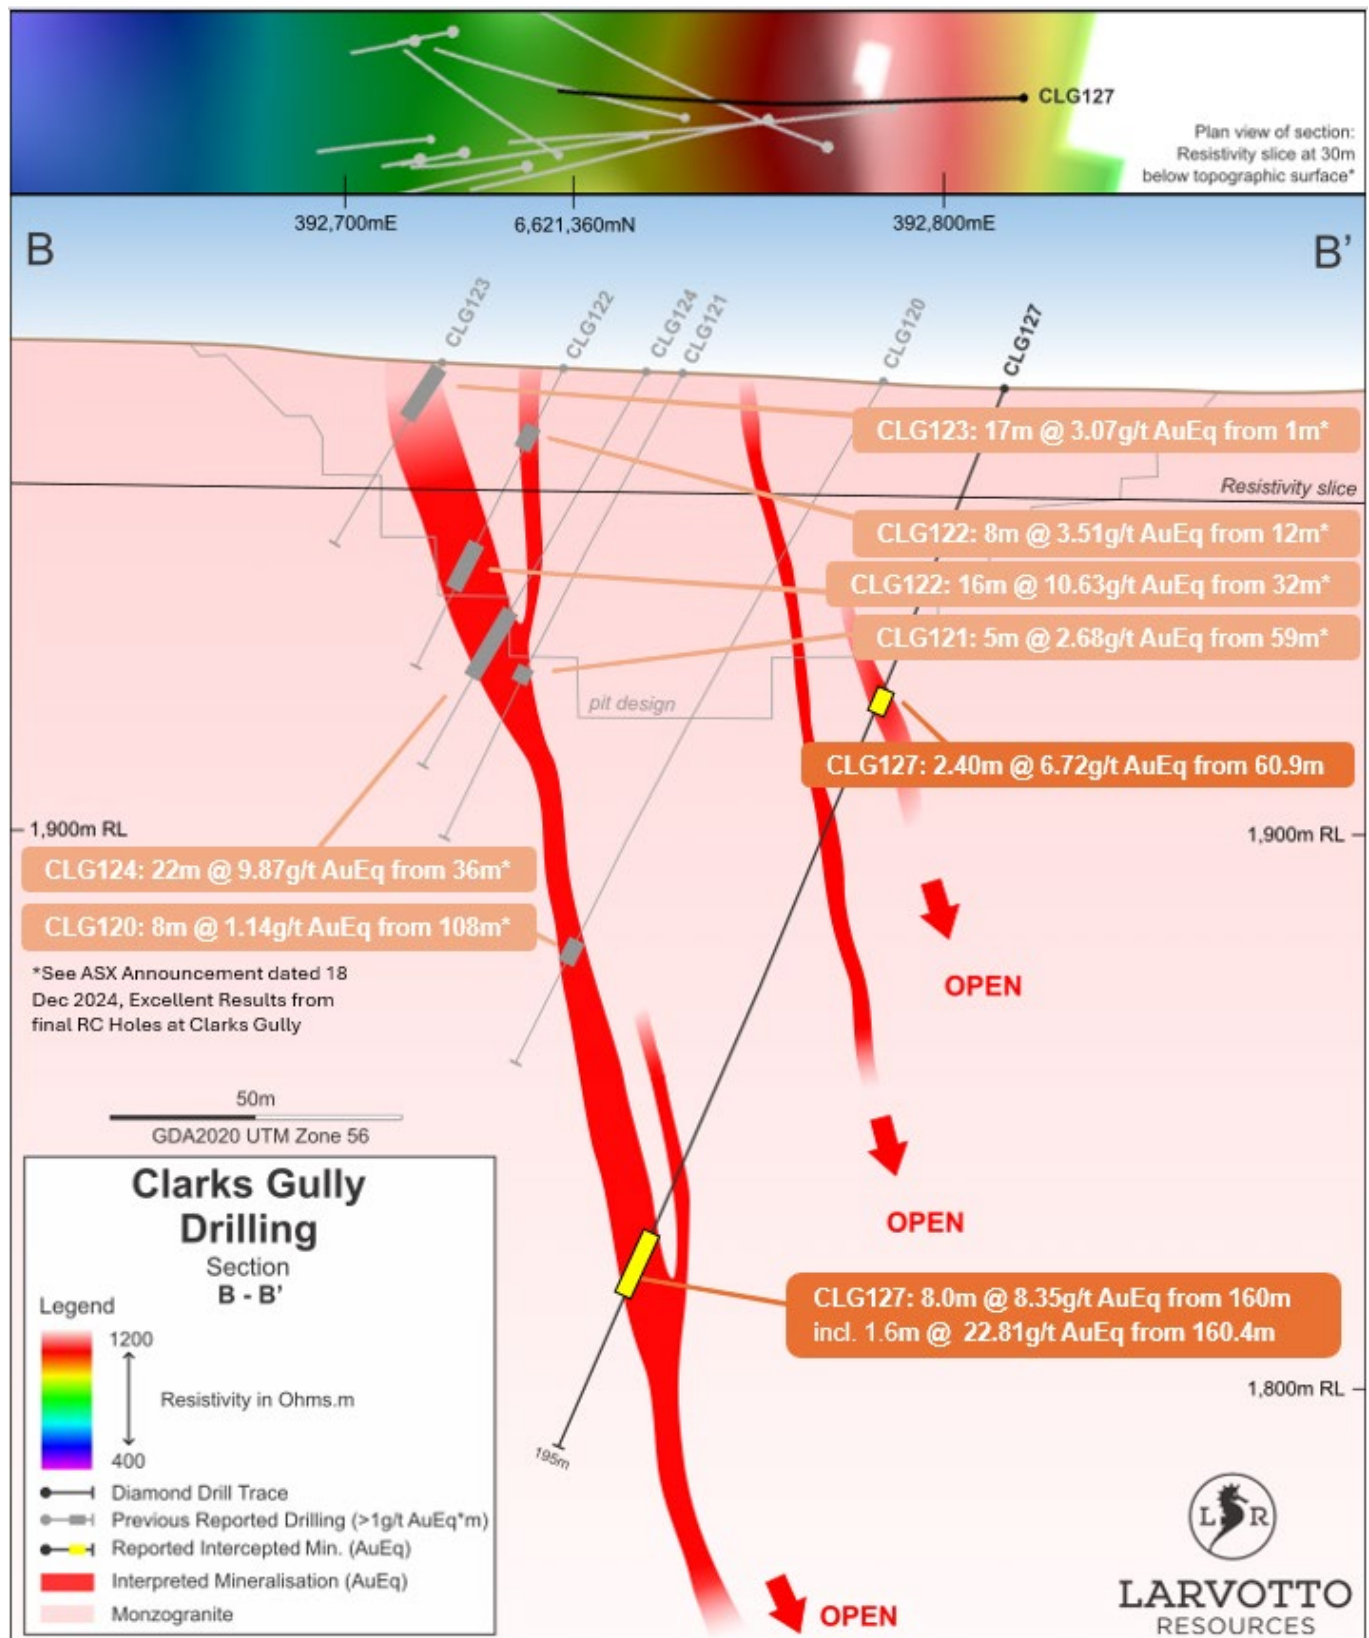 CLG127
Plan view of section:
Resistivity slice at 30m
below topographic surface*
392,700mE
6,621,360mN
392,800mE
B
B'
CLG123
CLG122
CLG124
CLG121
CLG120
CLG127
CLG123: 17m @ 3.07g/t AuEq from 1m*
Resistivity slice
CLG122: 8m @ 3.51g/t AuEq from 12m*
CLG122: 16m @ 10.63g/t AuEq from 32m*
CLG121: 5m @ 2.68g/t AuEq from 59m*
pit design
CLG127: 2.40m @ 6.72g/t AuEq from 60.9m
1,900m RL
1,900m RL
CLG124: 22m @ 9.87g/t AuEq from 36m*
CLG120: 8m @ 1.14g/t AuEq from 108m*
*See ASX Announcement dated 18
Dec 2024, Excellent Results from
final RC Holes at Clarks Gully
OPEN
50m
GDA2020 UTM Zone 56
OPEN
Clarks Gully
Drilling
Section
B - B'
Legend
1200
Resistivity in Ohms.m
400
Diamond Drill Trace
Previous Reported Drilling (>1g/t AuEq*m)
Reported Intercepted Min. (AuEq)
Interpreted Mineralisation (AuEq)
Monzogranite
CLG127: 8.0m @ 8.35g/t AuEq from 160m
incl. 1.6m @ 22.81g/t AuEq from 160.4m
1,800m RL
195m
OPEN
L R
LARVOTTO
RESOURCES